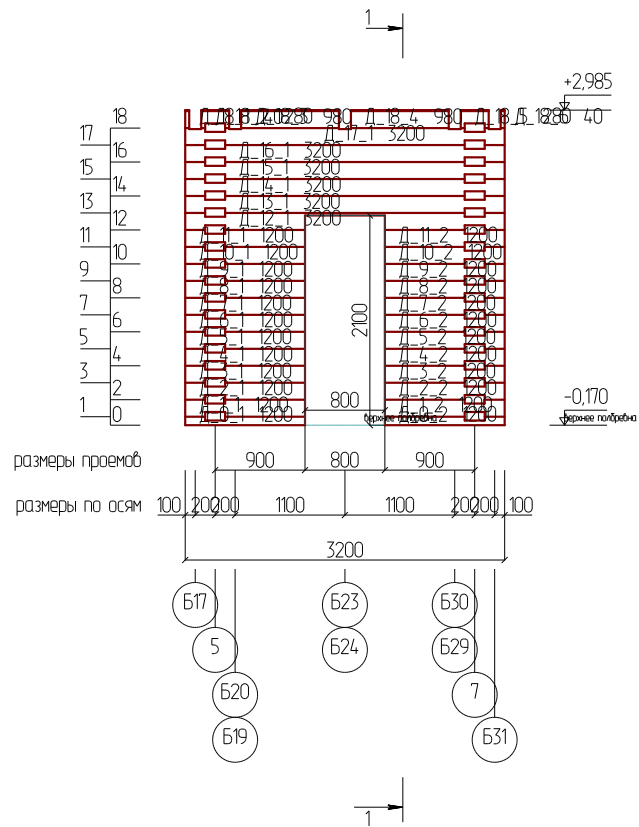 1
+2,985
18
17
Д_17_1 3200
16
Д_16_1 3200
15
Д_15_1 3200
14
Д_14_1 3200
13
Д_13_1 3200
12
Д_12_1 3200
11
Д_11_1 1200 Д_11_2 1200
10
Д_10_1 1200 Д_10_2 1200
9
Д_9_1 1200 Д_9_2 1200
8
Д_8_1 1200 Д_8_2 1200
7
Д_7_1 1200 Д_7_2 1200
6
Д_6_1 1200 Д_6_2 1200
5
Д_5_1 1200 Д_5_2 1200
4
Д_4_1 1200 Д_4_2 1200
3
Д_3_1 1200 Д_3_2 1200
2
Д_2_1 1200 Д_2_2 1200
1
0
2100
800
-0,170
верхнее полбревна верхнее полбревна
размеры проемов 900 800 900
размеры по осям 100 200 200 1100 1100 200 200 100
3200
Б17 Б23 Б30
5 Б24 Б29
Б20 7
Б19 Б31
1